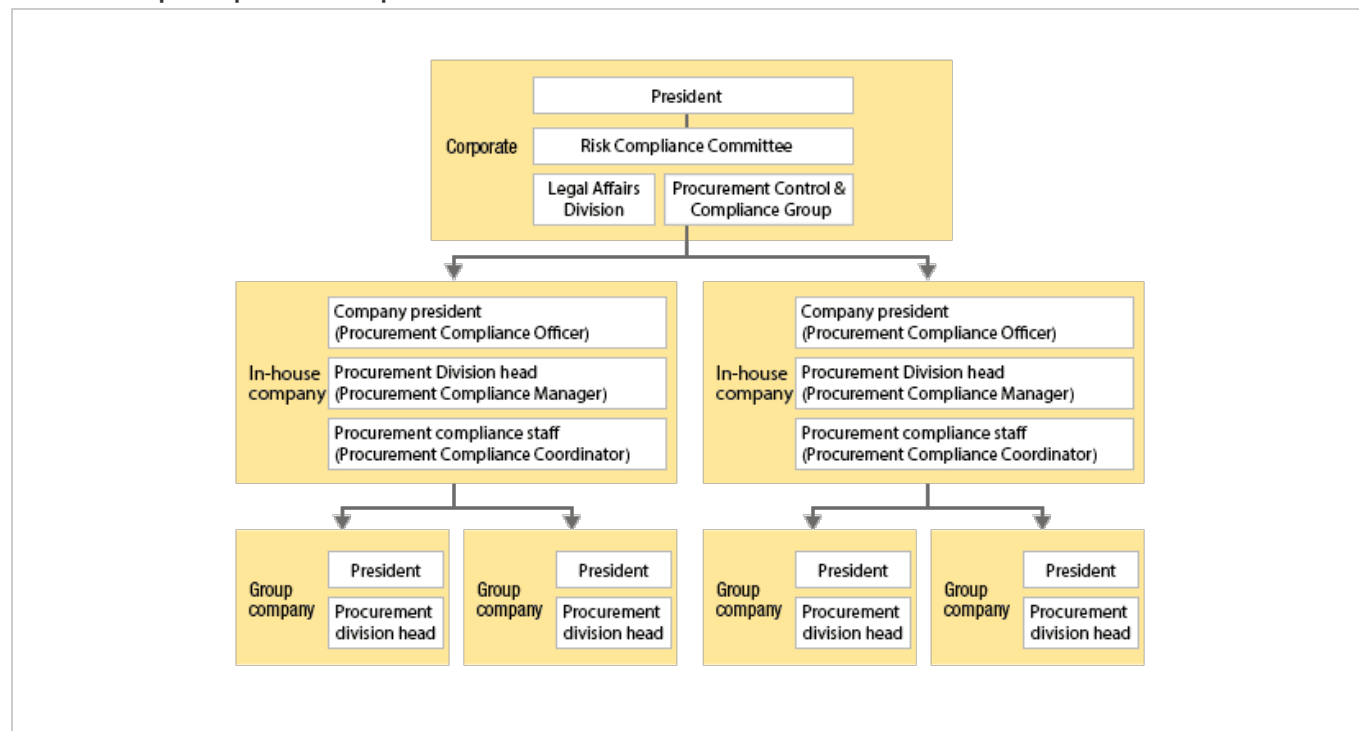 President
Corporate
Risk Compliance Committee
Legal Affairs
Division
Procurement Control &
Compliance Group
In-house
company
Company president
(Procurement Compliance Officer)
Procurement Division head
(Procurement Compliance Manager)
Procurement compliance staff
(Procurement Compliance Coordinator)
In-house
company
Company president
(Procurement Compliance Officer)
Procurement Division head
(Procurement Compliance Manager)
Procurement compliance staff
(Procurement Compliance Coordinator)
Group
company
President
Procurement
division head
Group
company
President
Procurement
division head
Group
company
President
Procurement
division head
Group
company
President
Procurement
division head